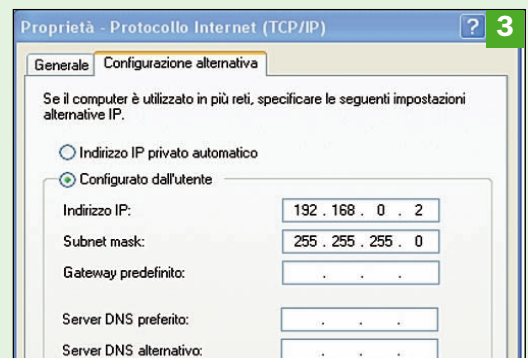 Proprietà - Protocollo Internet (TCP/IP) ? 3
Generale Configurazione alternativa
Se il computer è utilizzato in più reti, specificare le seguenti impostazioni
alternative IP.
Indirizzo IP privato automatico
Configurato dall'utente
Indirizzo IP: 192 . 168 . 0 . 2
Subnet mask: 255 . 255 . 255 . 0
Gateway predefinito: . . .
Server DNS preferito: . . .
Server DNS alternativo: . . .